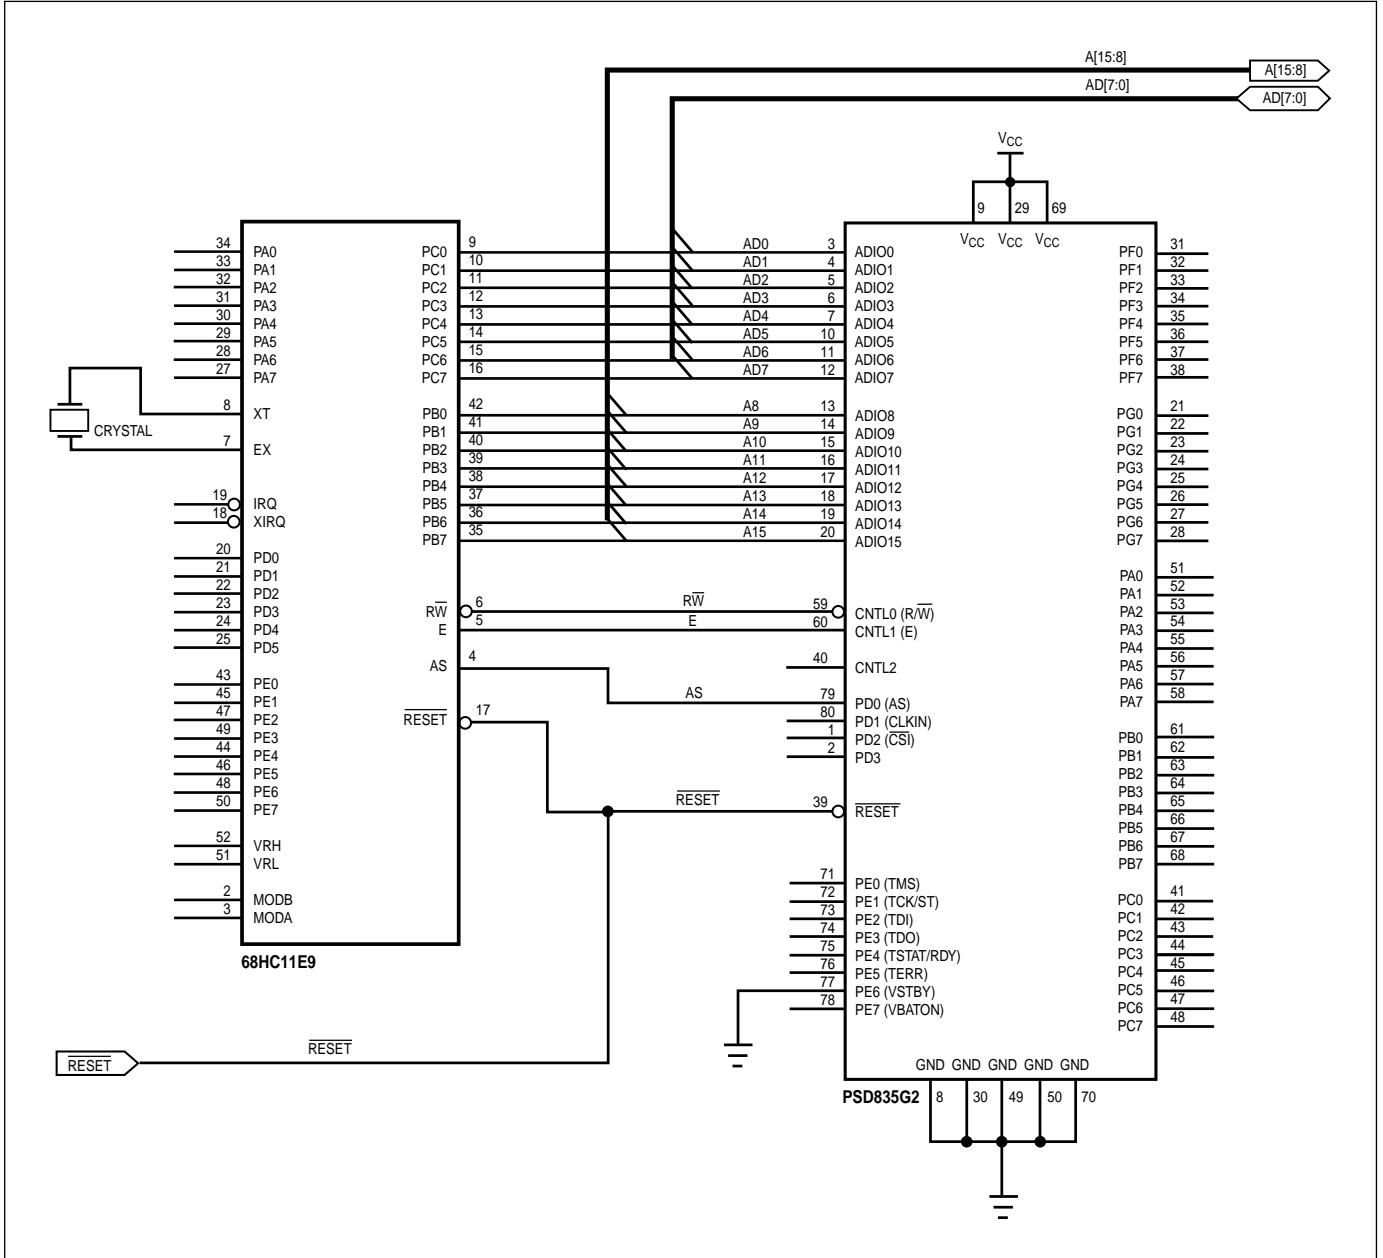 A[15:8]
A[15:8]
AD[7:0]
AD[7:0]
VCC
9 29 69
VCC VCC VCC
34 PA0
33 PA1
32 PA2
31 PA3
30 PA4
29 PA5
28 PA6
27 PA7
8 XT
CRYSTAL
7 EX
19 IRQ
18 XIRQ
20 PD0
21 PD1
22 PD2
23 PD3
24 PD4
25 PD5
43 PE0
45 PE1
47 PE2
49 PE3
44 PE4
46 PE5
48 PE6
50 PE7
52 VRH
51 VRL
2 MODB
3 MODA
68HC11E9
PC0 9
PC1 10
PC2 11
PC3 12
PC4 13
PC5 14
PC6 15
PC7 16
PB0 42
PB1 41
PB2 40
PB3 39
PB4 38
PB5 37
PB6 36
PB7 35
RW̅ 6
E 5
AS 4
R̅E̅S̅E̅T̅ 17
AD0 3 ADIO0
AD1 4 ADIO1
AD2 5 ADIO2
AD3 6 ADIO3
AD4 7 ADIO4
AD5 10 ADIO5
AD6 11 ADIO6
AD7 12 ADIO7
A8 13 ADIO8
A9 14 ADIO9
A10 15 ADIO10
A11 16 ADIO11
A12 17 ADIO12
A13 18 ADIO13
A14 19 ADIO14
A15 20 ADIO15
RW̅ 59 CNTL0 (R/W̅)
E 60 CNTL1 (E)
40 CNTL2
AS 79 PD0 (AS)
80 PD1 (CLKIN)
1 PD2 (C̅S̅I̅)
2 PD3
R̅E̅S̅E̅T̅ 39 R̅E̅S̅E̅T̅
71 PE0 (TMS)
72 PE1 (TCK/ST)
73 PE2 (TDI)
74 PE3 (TDO)
75 PE4 (TSTAT/RDY)
76 PE5 (TERR)
77 PE6 (VSTBY)
78 PE7 (VBATON)
PF0 31
PF1 32
PF2 33
PF3 34
PF4 35
PF5 36
PF6 37
PF7 38
PG0 21
PG1 22
PG2 23
PG3 24
PG4 25
PG5 26
PG6 27
PG7 28
PA0 51
PA1 52
PA2 53
PA3 54
PA4 55
PA5 56
PA6 57
PA7 58
PB0 61
PB1 62
PB2 63
PB3 64
PB4 65
PB5 66
PB6 67
PB7 68
PC0 41
PC1 42
PC2 43
PC3 44
PC4 45
PC5 46
PC6 47
PC7 48
R̅E̅S̅E̅T̅
R̅E̅S̅E̅T̅
GND GND GND GND GND
PSD835G2
8 30 49 50 70